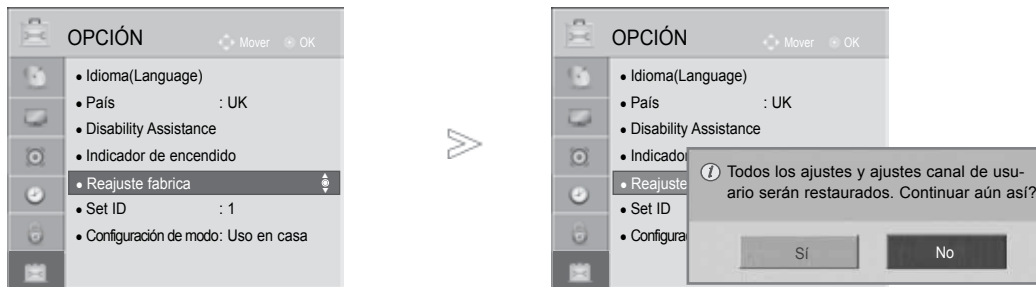 OPCIÓN
Mover OK
• Idioma(Language)
• País : UK
• Disability Assistance
• Indicador de encendido
• Reajuste fabrica
• Set ID : 1
• Configuración de modo: Uso en casa
OPCIÓN
Mover OK
• Idioma(Language)
• País : UK
• Disability Assistance
• Indicador
• Reajuste
• Set ID
• Configura
Todos los ajustes y ajustes canal de usu-
ario serán restaurados. Continuar aún así?
Sí
No